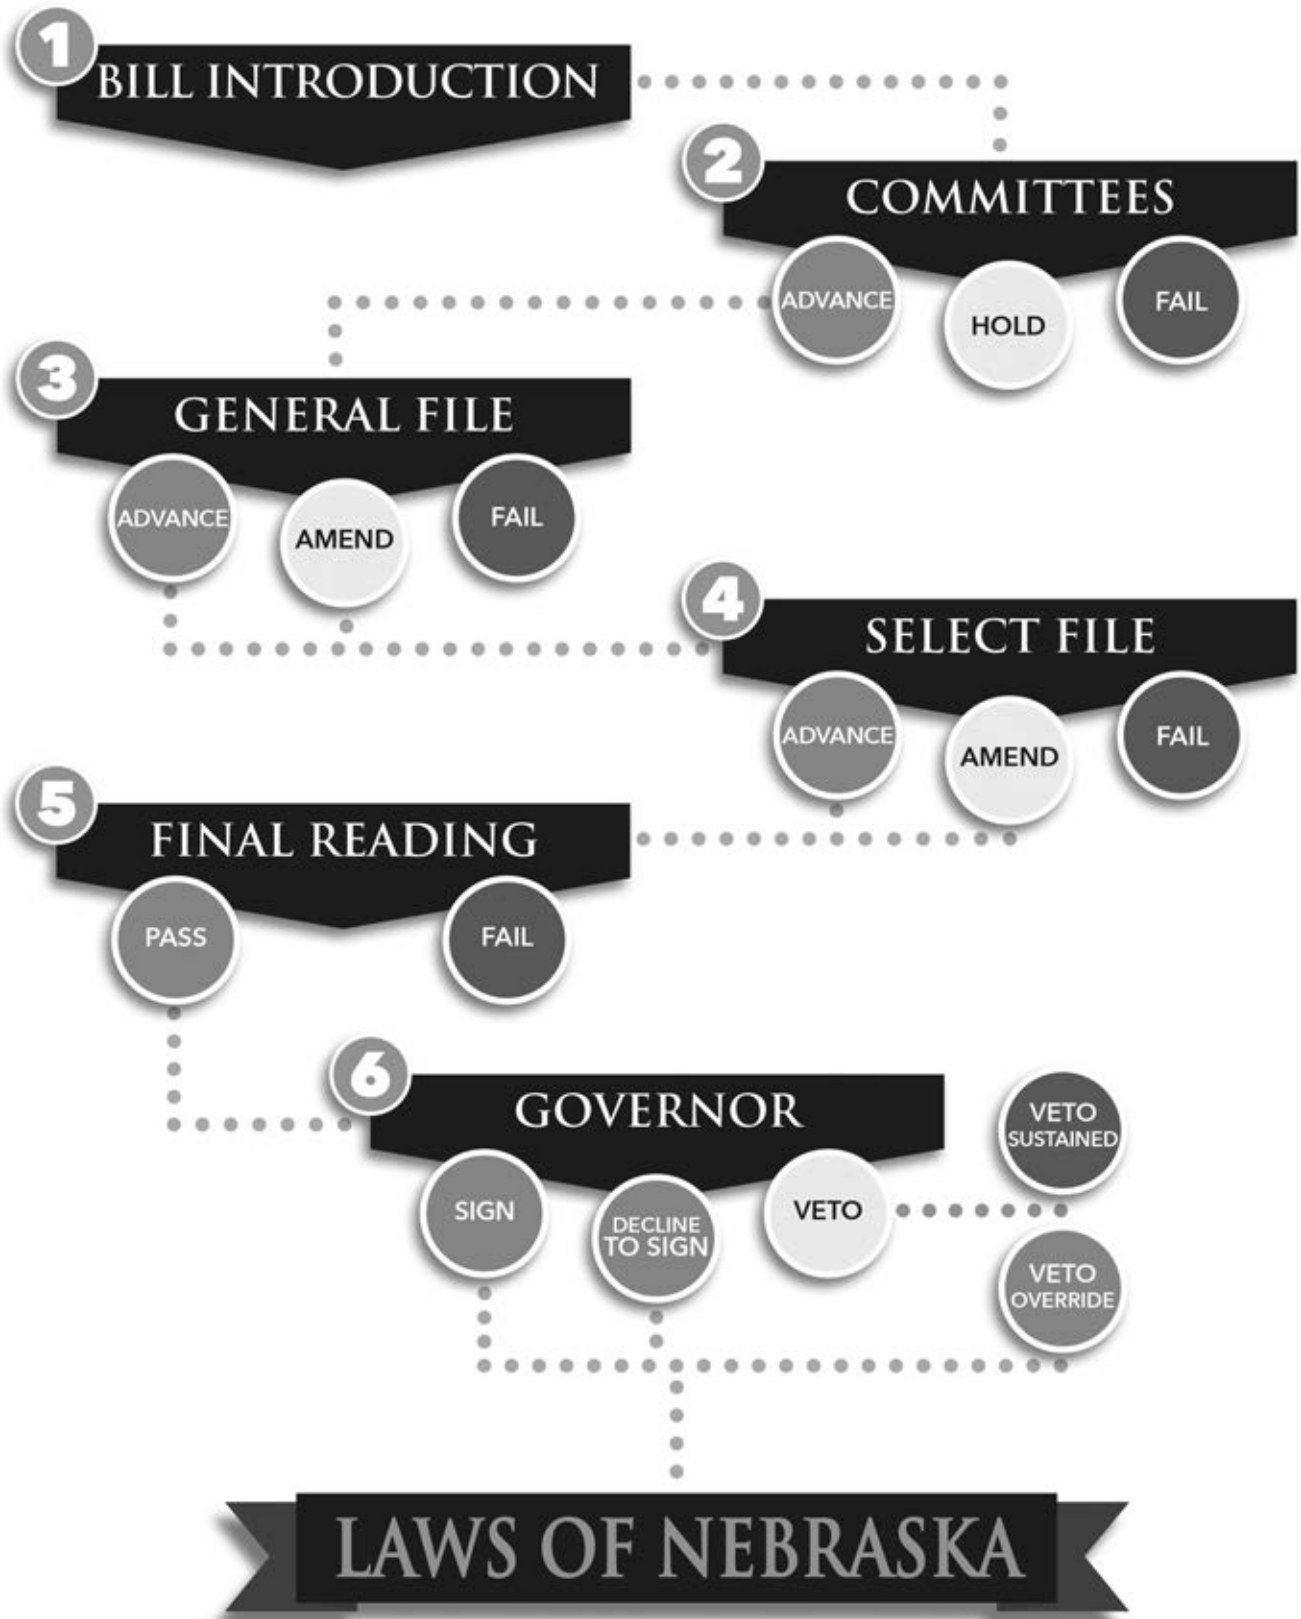 1
BILL INTRODUCTION
2
COMMITTEES
ADVANCE
HOLD
FAIL
3
GENERAL FILE
ADVANCE
AMEND
FAIL
4
SELECT FILE
ADVANCE
AMEND
FAIL
5
FINAL READING
PASS
FAIL
6
GOVERNOR
SIGN
DECLINE
TO SIGN
VETO
VETO
SUSTAINED
VETO
OVERRIDE
LAWS OF NEBRASKA